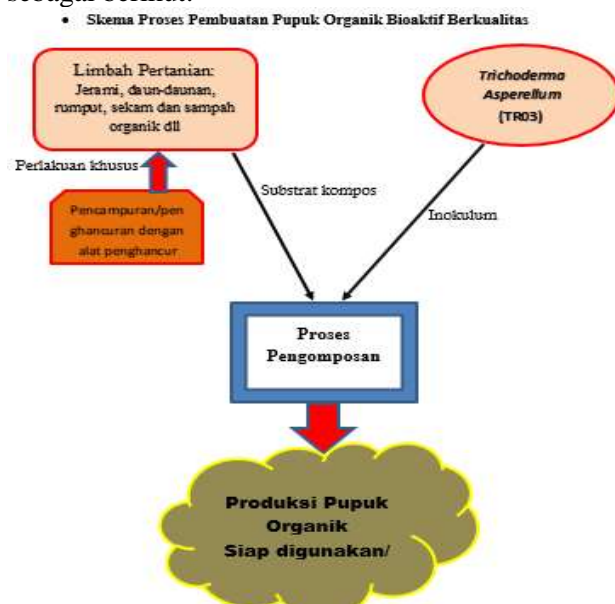 sebagai berikut:
• Skema Proses Pembuatan Pupuk Organik Bioaktif Berkualitas
Limbah Pertanian:
Jerami, daun-daunan,
rumput, sekam dan sampah
organik dll
Trichoderma
Asperellum
(TR03)
Perlakuan khusus
Pencampuran/pen
ghancuran dengan
alat penghancur
Substrat kompos
Inokulum
Proses
Pengomposan
Produksi Pupuk
Organik
Siap digunakan/